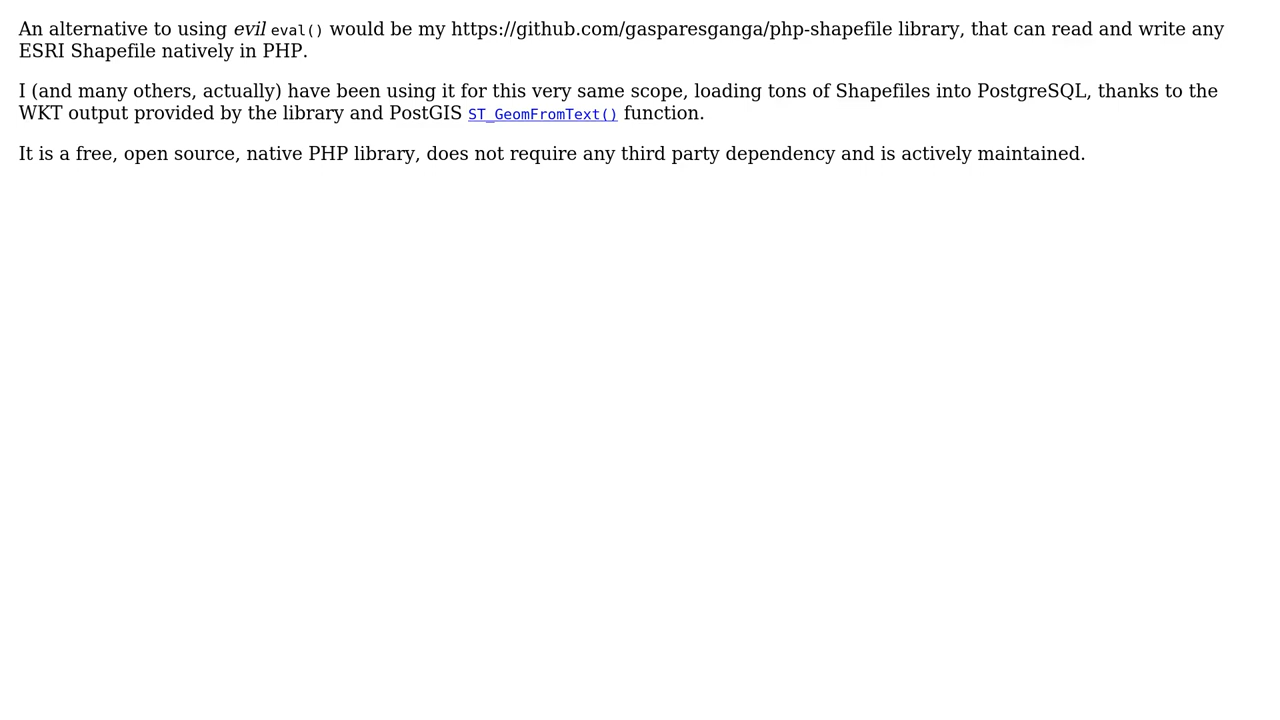 An alternative to using evil eval() would be my https://github.com/gasparesganga/php-shapefile library, that can read and write any
ESRI Shapefile natively in PHP.
I (and many others, actually) have been using it for this very same scope, loading tons of Shapefiles into PostgreSQL, thanks to the
WKT output provided by the library and PostGIS ST_GeomFromText() function.
It is a free, open source, native PHP library, does not require any third party dependency and is actively maintained.